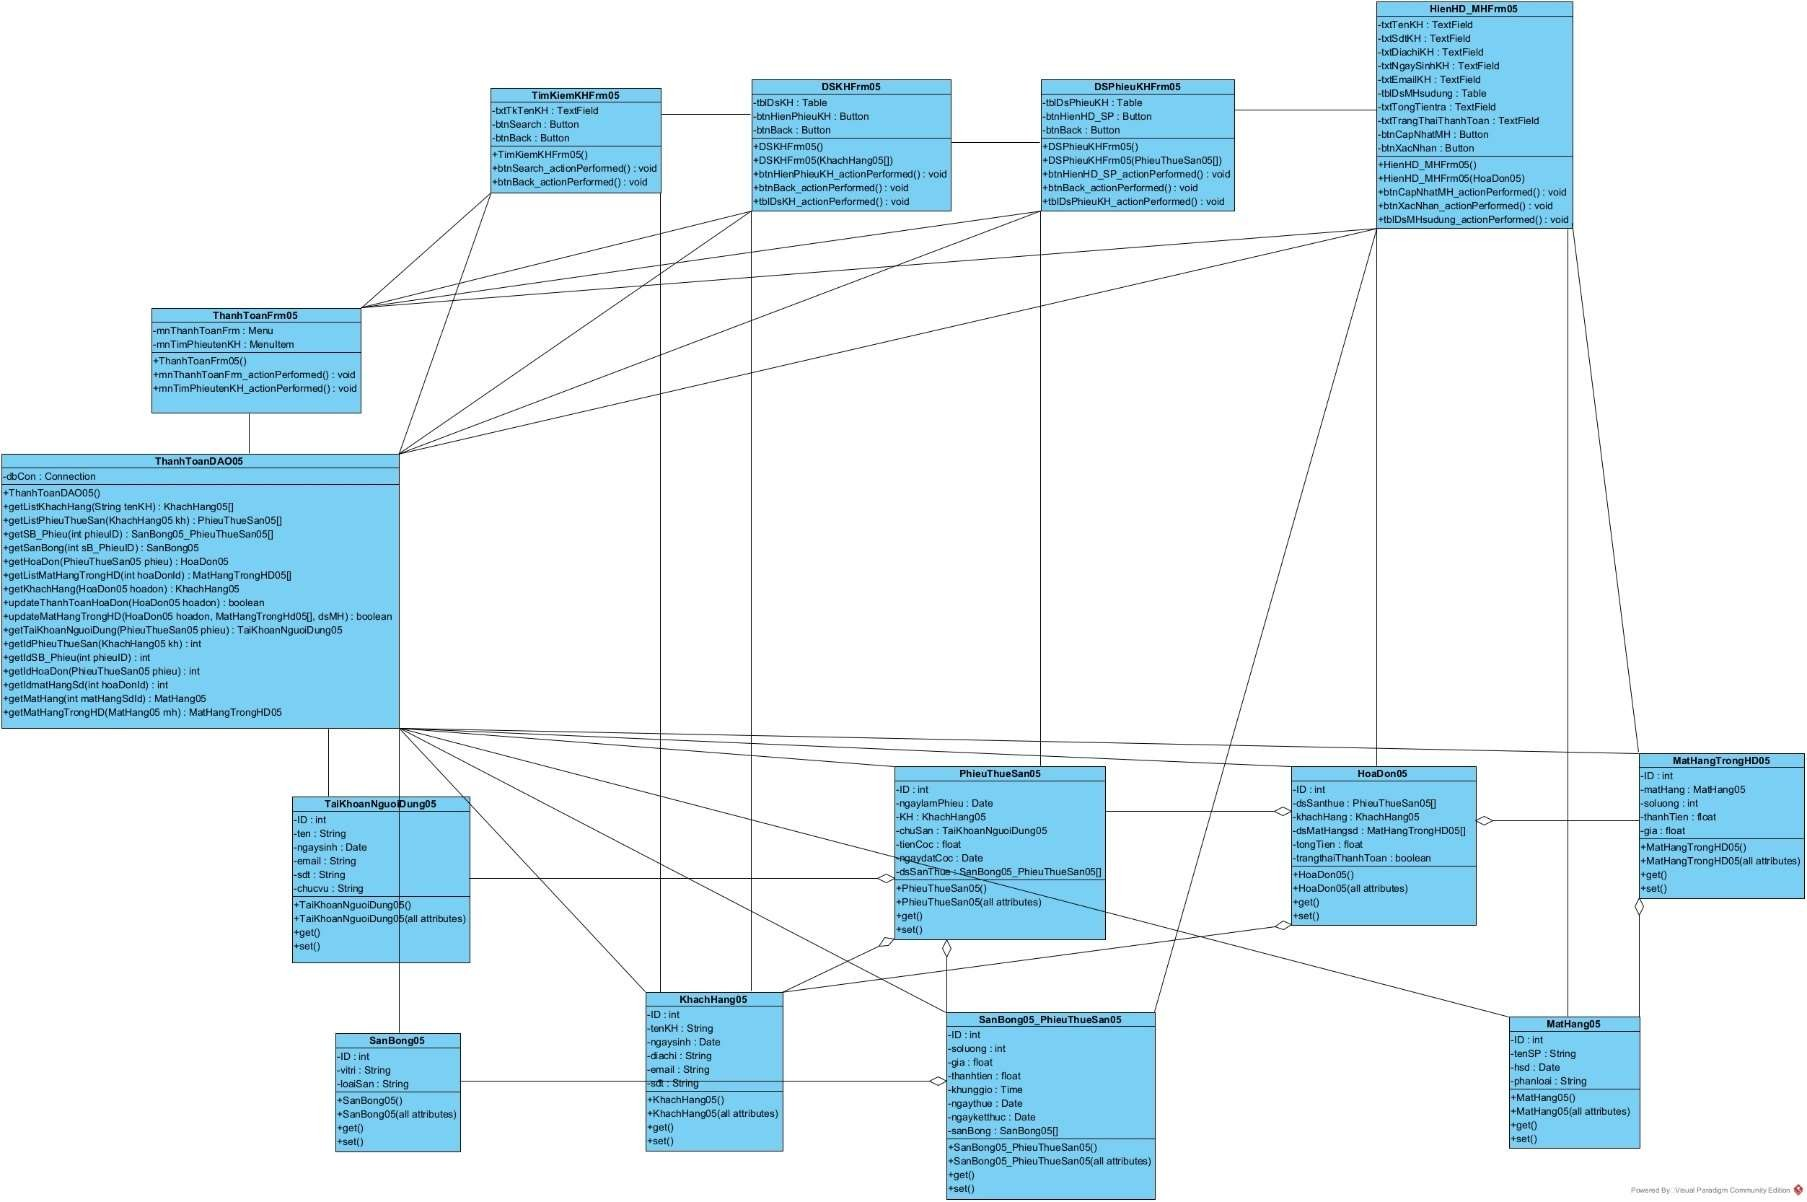 HienHD_MHFrm05
-txtTenKH : TextField
-txtSdtKH : TextField
-txtDiachiKH : TextField
-txtNgaySinhKH : TextField
-txtEmailKH : TextField
-tblDsMHsudung : Table
-txtTongTientra : TextField
-txtTrangThaiThanhToan : TextField
-btnCapNhatMH : Button
-btnXacNhan : Button
+HienHD_MHFrm05()
+HienHD_MHFrm05(HoaDon05)
+btnCapNhatMH_actionPerformed() : void
+btnXacNhan_actionPerformed() : void
+tblDsMHsudung_actionPerformed() : void
TimKiemKHFrm05
-txtTkTenKH : TextField
-btnSearch : Button
-btnBack : Button
+TimKiemKHFrm05()
+btnSearch_actionPerformed() : void
+btnBack_actionPerformed() : void
DSKHFrm05
-tblDsKH : Table
-btnHienPhieuKH : Button
-btnBack : Button
+DSKHFrm05()
+DSKHFrm05(KhachHang05[])
+btnHienPhieuKH_actionPerformed() : void
+btnBack_actionPerformed() : void
+tblDsKH_actionPerformed() : void
DSPhieuKHFrm05
-tblDsPhieuKH : Table
-btnHienHD_SP : Button
-btnBack : Button
+DSPhieuKHFrm05()
+DSPhieuKHFrm05(PhieuThueSan05[])
+btnHienHD_SP_actionPerformed() : void
+btnBack_actionPerformed() : void
+tblDsPhieuKH_actionPerformed() : void
ThanhToanFrm05
-mnThanhToanFrm : Menu
-mnTimPhieutenKH : MenuItem
+ThanhToanFrm05()
+mnThanhToanFrm_actionPerformed() : void
+mnTimPhieutenKH_actionPerformed() : void
ThanhToanDAO05
-dbCon : Connection
+ThanhToanDAO05()
+getListKhachHang(String tenKH) : KhachHang05[]
+getListPhieuThueSan(KhachHang05 kh) : PhieuThueSan05[]
+getSB_Phieu(int phieuID) : SanBong05_PhieuThueSan05[]
+getSanBong(int sB_PhieuID) : SanBong05
+getHoaDon(PhieuThueSan05 phieu) : HoaDon05
+getListMatHangTrongHD(int hoaDonId) : MatHangTrongHD05[]
+getKhachHang(HoaDon05 hoadon) : KhachHang05
+updateThanhToanHoaDon(HoaDon05 hoadon) : boolean
+updateMatHangTrongHD(HoaDon05 hoadon, MatHangTrongHd05[], dsMH) : boolean
+getTaiKhoanNguoiDung(PhieuThueSan05 phieu) : TaiKhoanNguoiDung05
+getIdPhieuThueSan(KhachHang05 kh) : int
+getIdSB_Phieu(int phieuID) : int
+getIdHoaDon(PhieuThueSan05 phieu) : int
+getIdmatHangSd(int hoaDonId) : int
+getMatHang(int matHangSdId) : MatHang05
+getMatHangTrongHD(MatHang05 mh) : MatHangTrongHD05
TaiKhoanNguoiDung05
-ID : int
-ten : String
-ngaysinh : Date
-email : String
-sdt : String
-chucvu : String
+TaiKhoanNguoiDung05()
+TaiKhoanNguoiDung05(all attributes)
+get()
+set()
PhieuThueSan05
-ID : int
-ngaylamPhieu : Date
-KH : KhachHang05
-chuSan : TaiKhoanNguoiDung05
-tienCoc : float
-ngaydatCoc : Date
-dsSanThue : SanBong05_PhieuThueSan05[]
+PhieuThueSan05()
+PhieuThueSan05(all attributes)
+get()
+set()
HoaDon05
-ID : int
-dsSanthue : PhieuThueSan05[]
-khachHang : KhachHang05
-dsMatHangsd : MatHangTrongHD05[]
-tongTien : float
-trangthaiThanhToan : boolean
+HoaDon05()
+HoaDon05(all attributes)
+get()
+set()
MatHangTrongHD05
-ID : int
-matHang : MatHang05
-soluong : int
-thanhTien : float
-gia : float
+MatHangTrongHD05()
+MatHangTrongHD05(all attributes)
+get()
+set()
SanBong05
-ID : int
-vitri : String
-loaiSan : String
+SanBong05()
+SanBong05(all attributes)
+get()
+set()
KhachHang05
-ID : int
-tenKH : String
-ngaysinh : Date
-diachi : String
-email : String
-sdt : String
+KhachHang05()
+KhachHang05(all attributes)
+get()
+set()
SanBong05_PhieuThueSan05
-ID : int
-soluong : int
-gia : float
-thanhtien : float
-khunggio : Time
-ngaythue : Date
-ngayketthuc : Date
-sanBong : SanBong05[]
+SanBong05_PhieuThueSan05()
+SanBong05_PhieuThueSan05(all attributes)
+get()
+set()
MatHang05
-ID : int
-tenSP : String
-hsd : Date
-phanloai : String
+MatHang05()
+MatHang05(all attributes)
+get()
+set()
Powered By: Visual Paradigm Community Edition